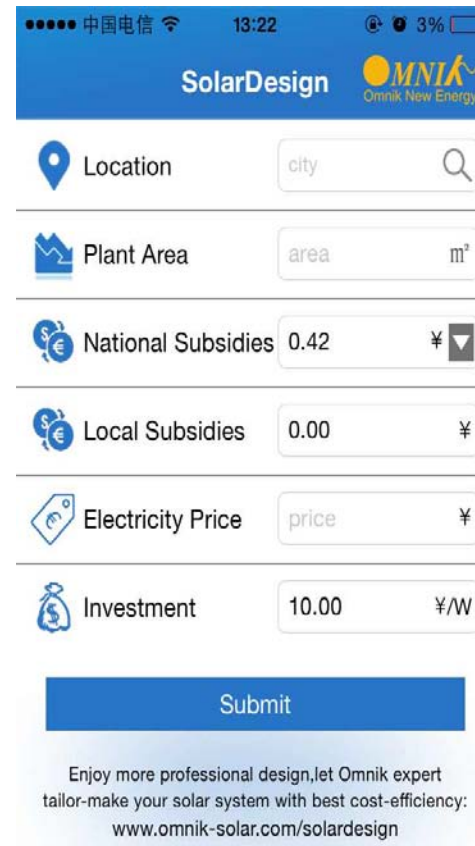 中国电信 13:22 3%
SolarDesign
OMNIK
Omnik New Energy
Location city
Plant Area area m²
National Subsidies 0.42 ¥
Local Subsidies 0.00 ¥
Electricity Price price ¥
Investment 10.00 ¥/W
Submit
Enjoy more professional design,let Omnik expert
tailor-make your solar system with best cost-efficiency:
www.omnik-solar.com/solardesign